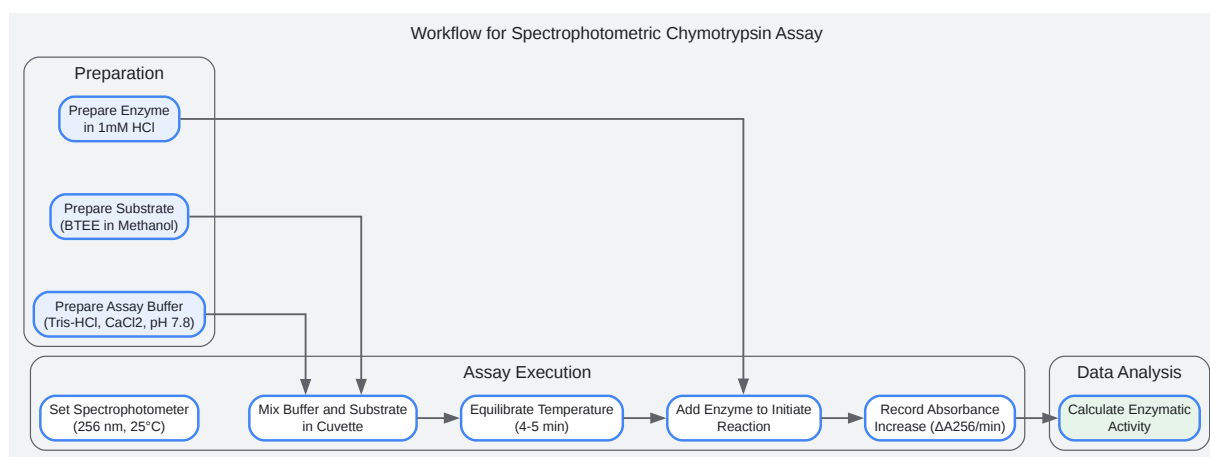 Workflow for Spectrophotometric Chymotrypsin Assay
Preparation
Prepare Enzyme
in 1mM HCl
Prepare Substrate
(BTEE in Methanol)
Prepare Assay Buffer
(Tris-HCl, CaCl2, pH 7.8)
Assay Execution
Set Spectrophotometer
(256 nm, 25°C)
Mix Buffer and Substrate
in Cuvette
Equilibrate Temperature
(4-5 min)
Add Enzyme to Initiate
Reaction
Record Absorbance
Increase (ΔA256/min)
Data Analysis
Calculate Enzymatic
Activity